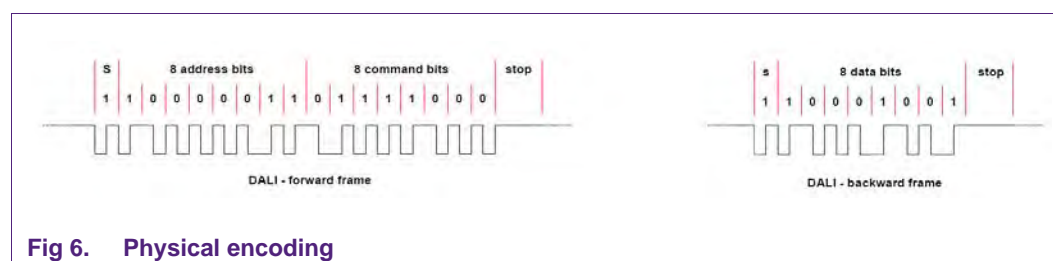 S 8 address bits 8 command bits stop
1 1 0 0 0 0 0 1 1 0 1 1 1 1 0 0 0
DALI - forward frame
s 8 data bits stop
1 1 0 0 0 1 0 0 1
DALI - backward frame
Fig 6. Physical encoding